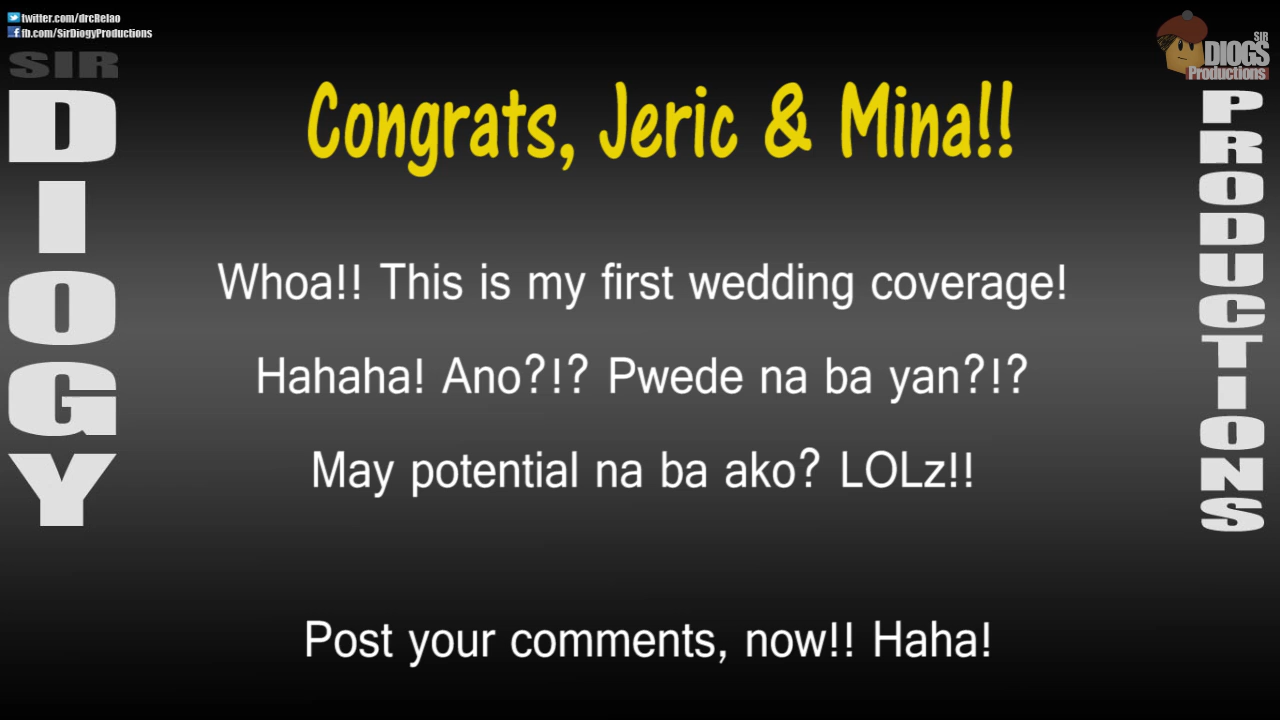 twitter.com/drcRelao
fb.com/SirDiogyProductions
SIR
DIOGY
Congrats, Jeric & Mina!!
Whoa!! This is my first wedding coverage!
Hahaha! Ano?!? Pwede na ba yan?!?
May potential na ba ako? LOLz!!
Post your comments, now!! Haha!
SIR
DIOGS
Productions
PRODUCTIONS